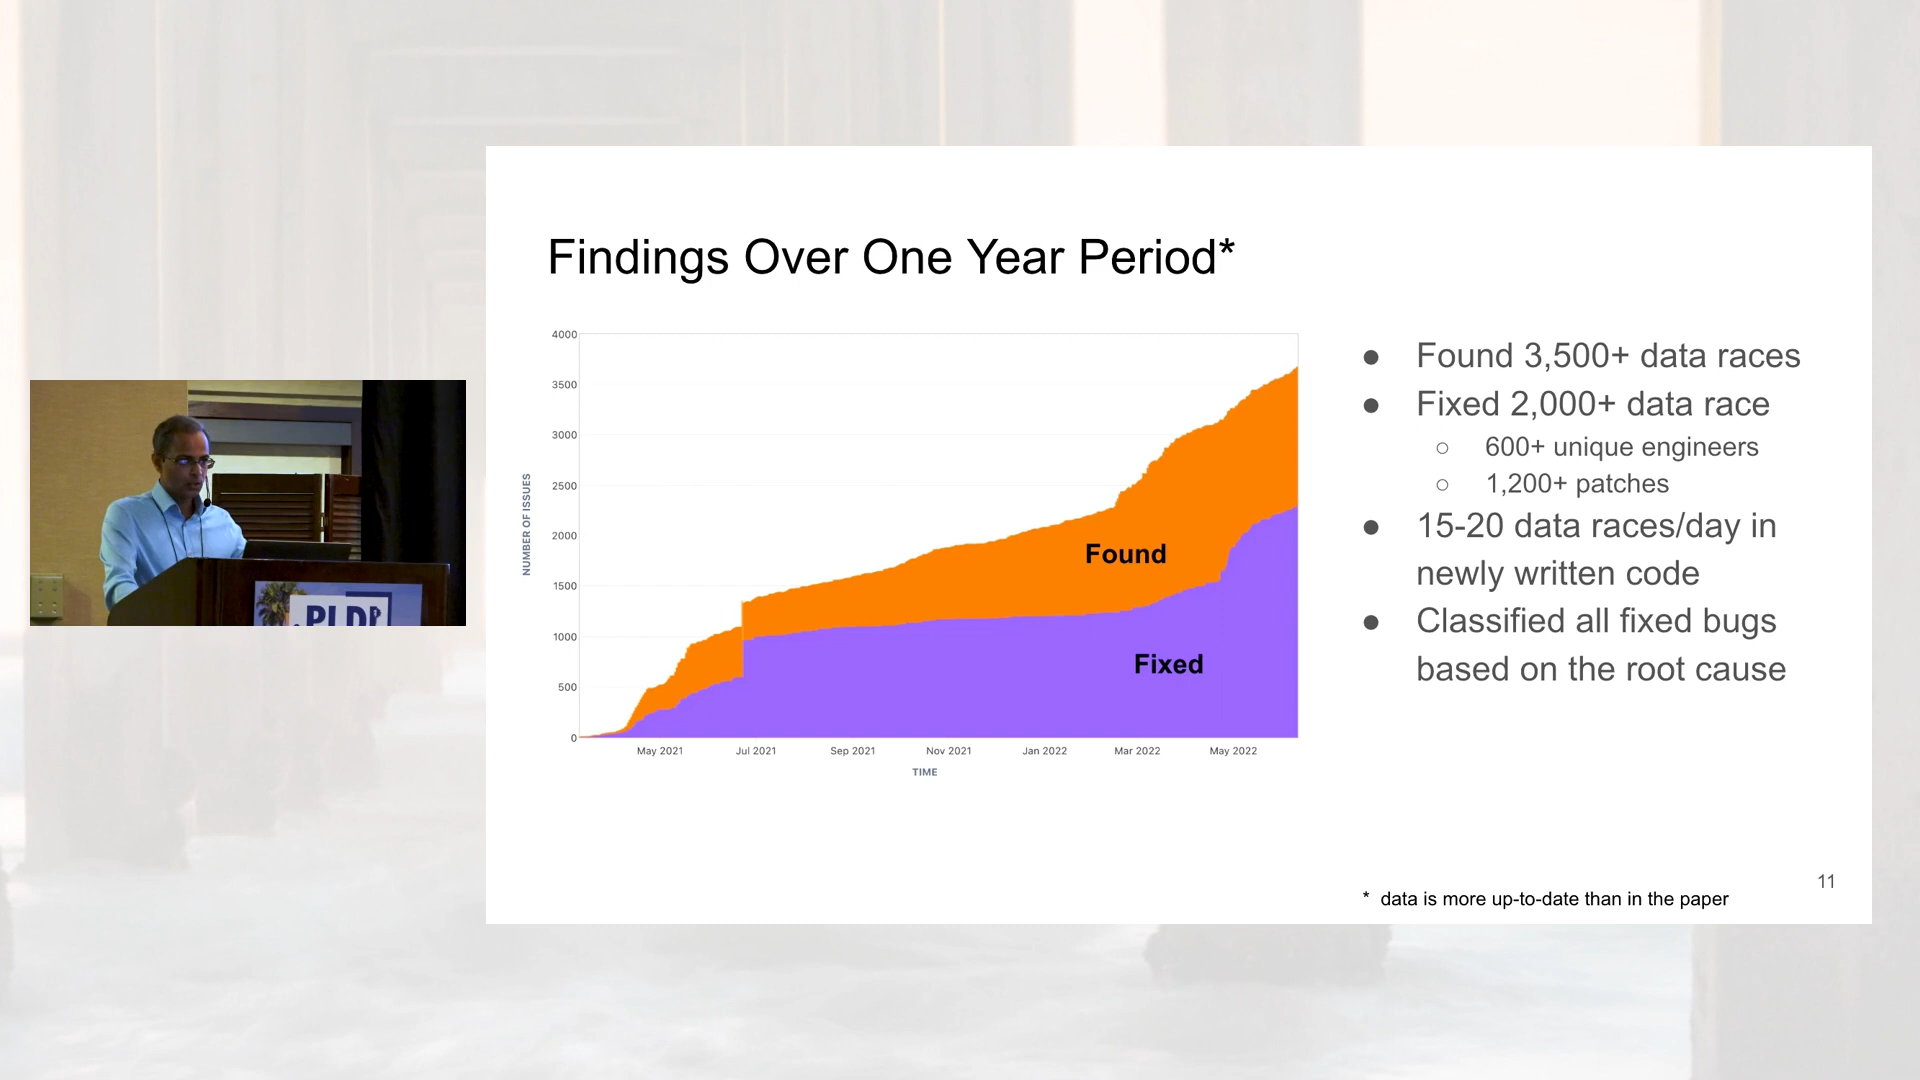 Findings Over One Year Period*
4000
3500
3000
2500
2000
1500
1000
500
0
NUMBER OF ISSUES
Found
Fixed
May 2021
Jul 2021
Sep 2021
Nov 2021
Jan 2022
Mar 2022
May 2022
TIME
● Found 3,500+ data races
● Fixed 2,000+ data race
○ 600+ unique engineers
○ 1,200+ patches
● 15-20 data races/day in
newly written code
● Classified all fixed bugs
based on the root cause
11
* data is more up-to-date than in the paper
PLDI